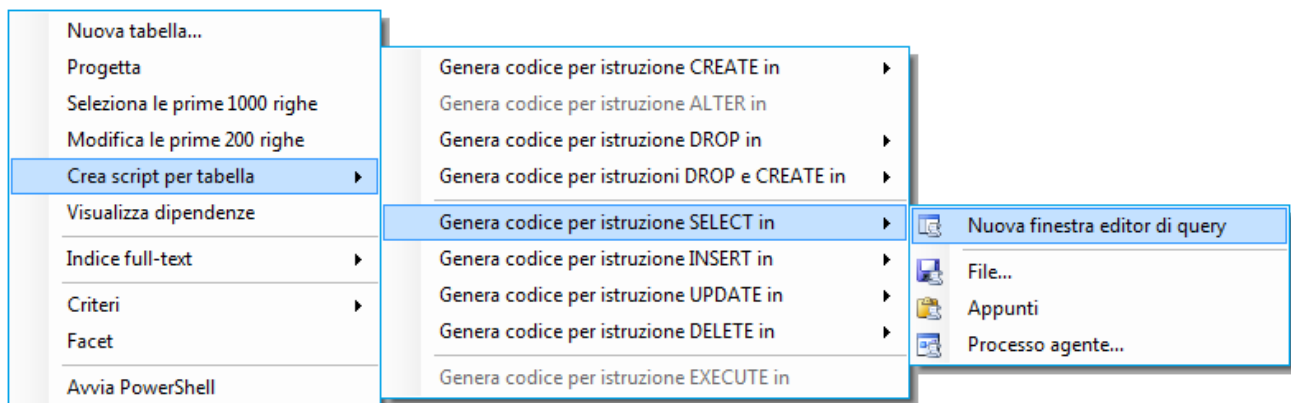 Nuova tabella...
Progetta
Seleziona le prime 1000 righe
Modifica le prime 200 righe
Crea script per tabella
Visualizza dipendenze
Indice full-text
Criteri
Facet
Avvia PowerShell
Genera codice per istruzione CREATE in
Genera codice per istruzione ALTER in
Genera codice per istruzione DROP in
Genera codice per istruzioni DROP e CREATE in
Genera codice per istruzione SELECT in
Genera codice per istruzione INSERT in
Genera codice per istruzione UPDATE in
Genera codice per istruzione DELETE in
Genera codice per istruzione EXECUTE in
Nuova finestra editor di query
File...
Appunti
Processo agente...